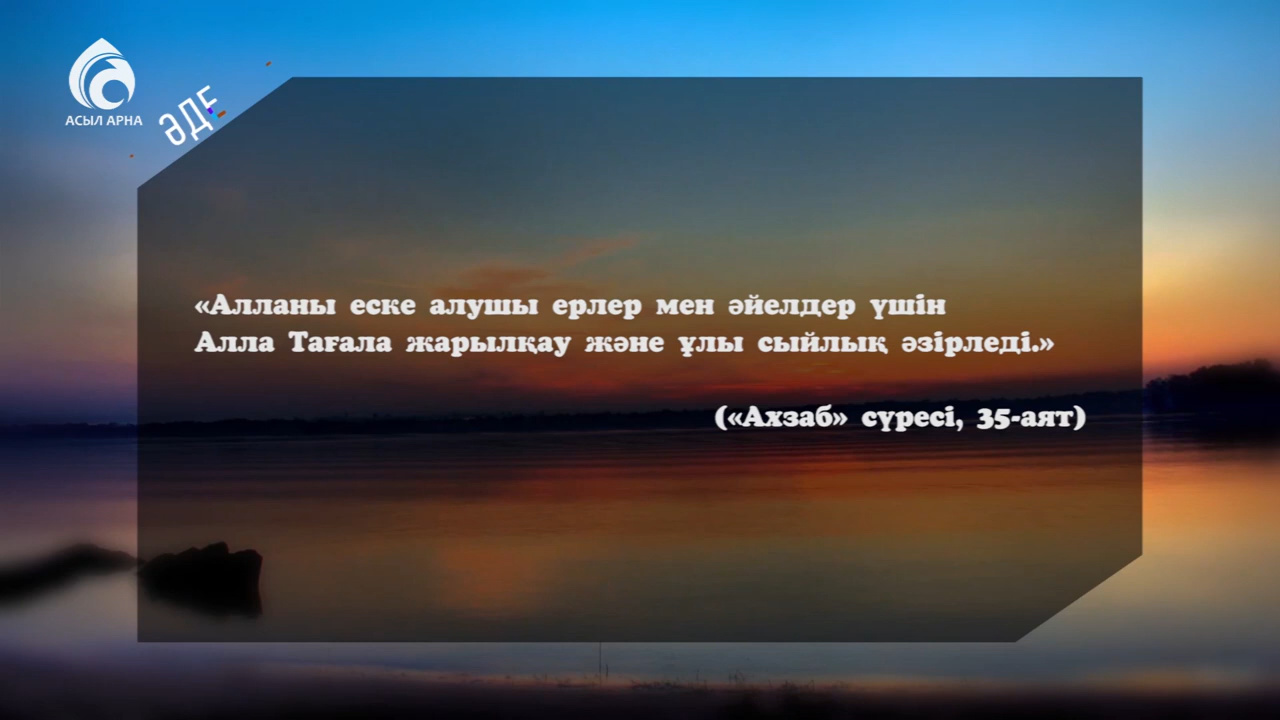 АСЫЛ АРНА
ӘДЕ
«Алланы еске алушы ерлер мен әйелдер үшін
Алла Тағала жарылқау және ұлы сыйлық әзірледі.»
(«Ахзаб» сүресі, 35-аят)